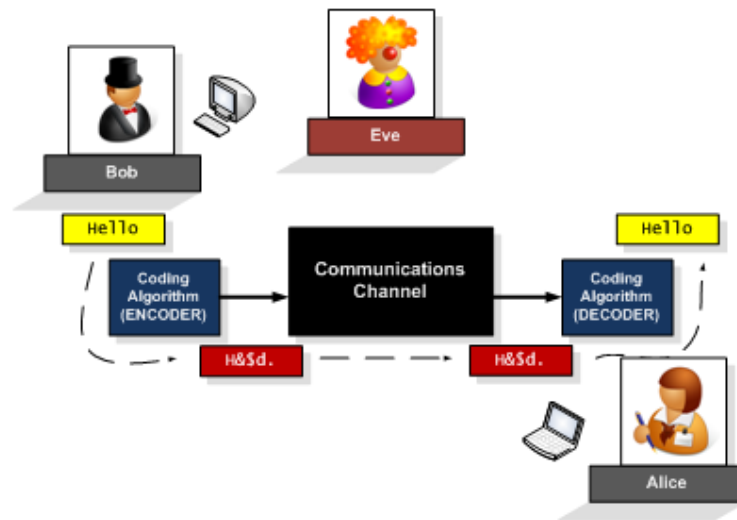 Bob
Eve
Hello
Hello
Coding
Algorithm
(ENCODER)
Communications
Channel
Coding
Algorithm
(DECODER)
H&$d.
H&$d.
Alice